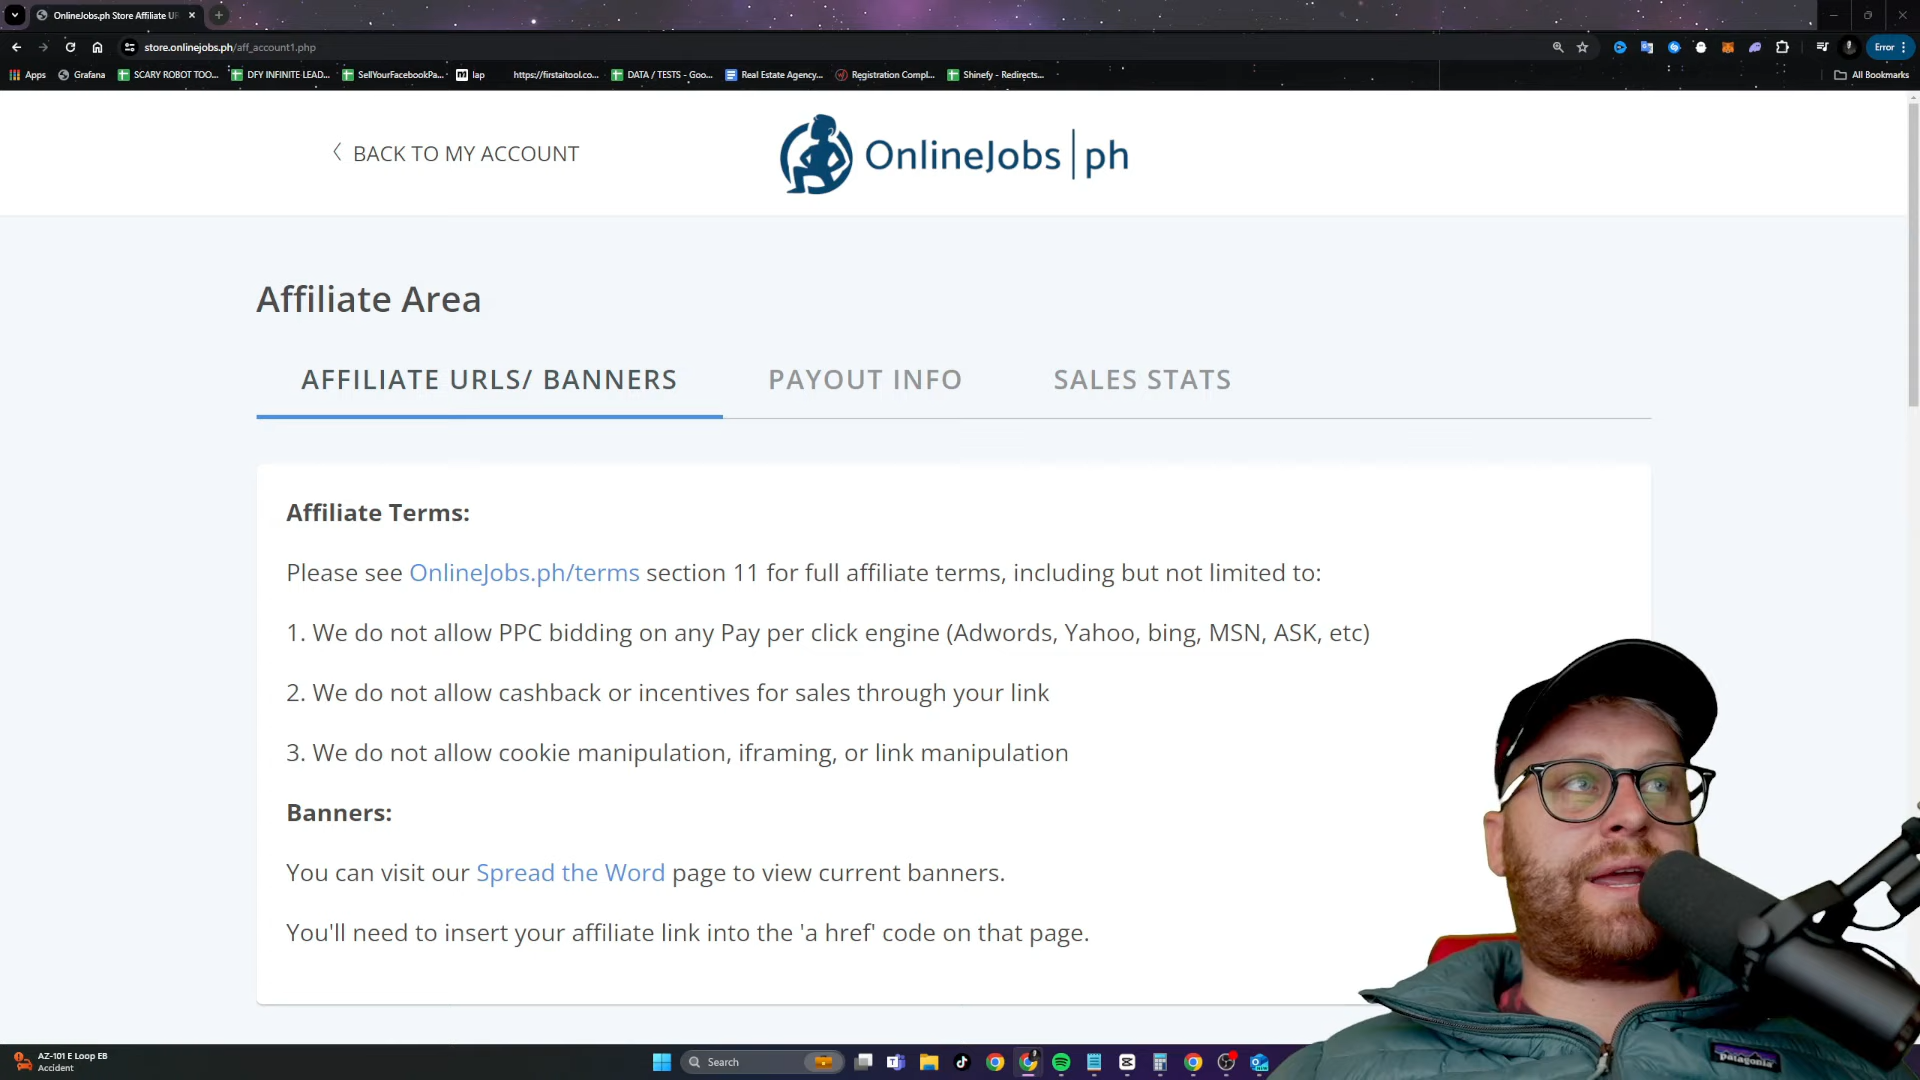 OnlineJobs.ph Store Affiliate UR
store.onlinejobs.ph/aff_account1.php
Error
Apps
Grafana
SCARY ROBOT TOO...
DFY INFINITE LEAD...
SellYourFacebookPa...
lap
https://firstaitool.co...
DATA / TESTS - Goo...
Real Estate Agency...
Registration Compl...
Shinefy - Redirects...
All Bookmarks
BACK TO MY ACCOUNT
OnlineJobs|ph
Affiliate Area
AFFILIATE URLS/ BANNERS
PAYOUT INFO
SALES STATS
Affiliate Terms:
Please see OnlineJobs.ph/terms section 11 for full affiliate terms, including but not limited to:
1. We do not allow PPC bidding on any Pay per click engine (Adwords, Yahoo, bing, MSN, ASK, etc)
2. We do not allow cashback or incentives for sales through your link
3. We do not allow cookie manipulation, iframing, or link manipulation
Banners:
You can visit our Spread the Word page to view current banners.
You'll need to insert your affiliate link into the 'a href' code on that page.
patagonia
AZ-101 E Loop EB
Accident
Search